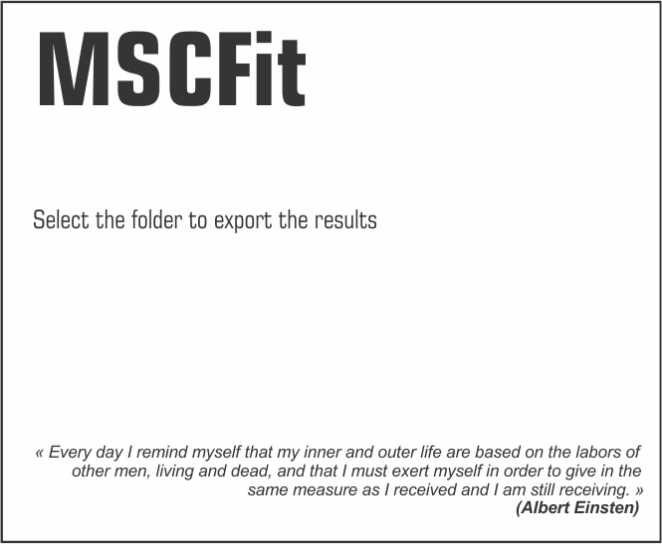 MSCFit
Select the folder to export the results
« Every day I remind myself that my inner and outer life are based on the labors of
other men, living and dead, and that I must exert myself in order to give in the
same measure as I received and I am still receiving. »
(Albert Einsten)